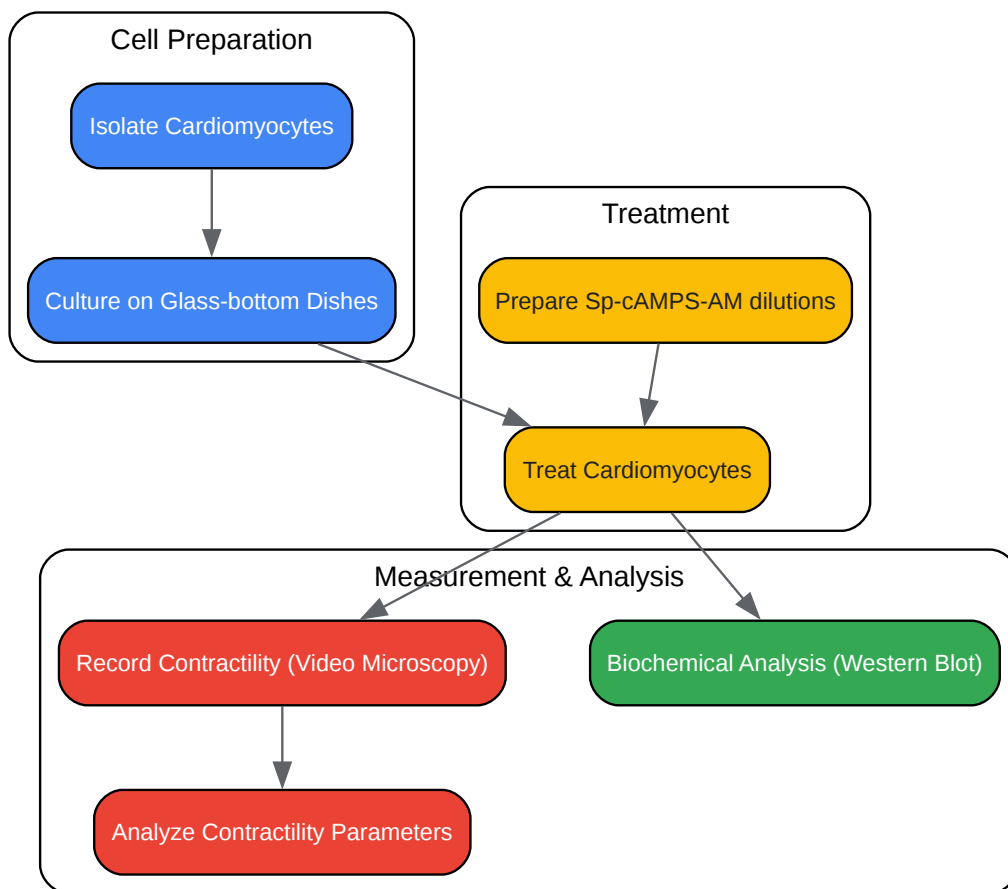 Cell Preparation
Isolate Cardiomyocytes
Culture on Glass-bottom Dishes
Treatment
Prepare Sp-cAMPS-AM dilutions
Treat Cardiomyocytes
Measurement & Analysis
Record Contractility (Video Microscopy)
Biochemical Analysis (Western Blot)
Analyze Contractility Parameters